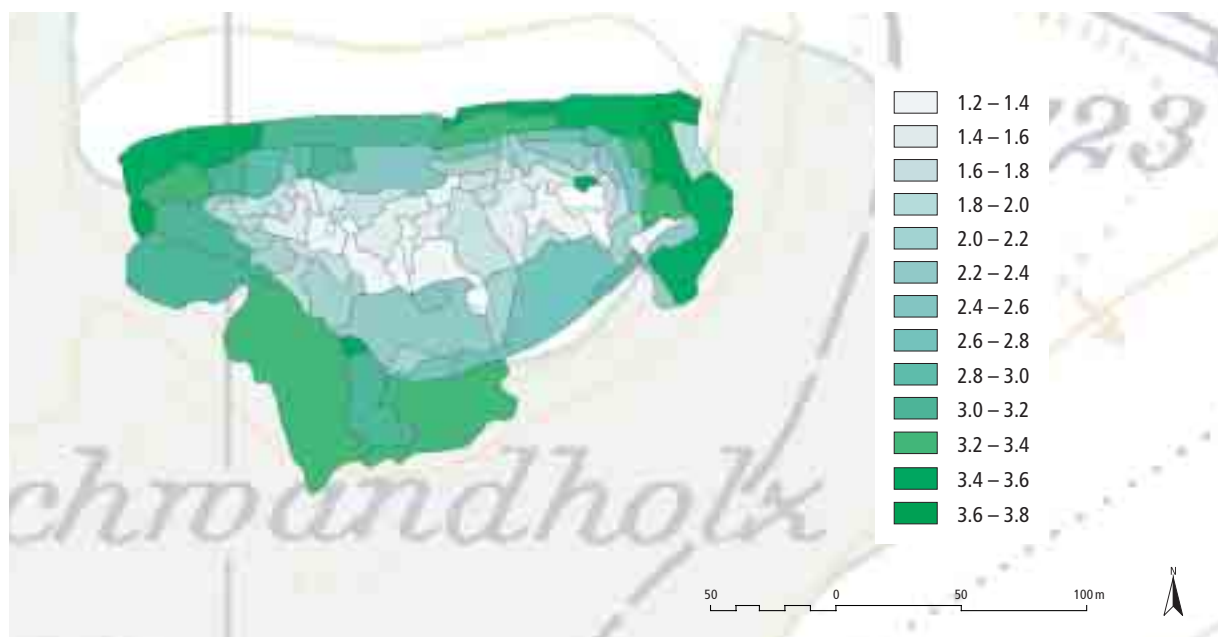 1.2 – 1.4
1.4 – 1.6
723
1.6 – 1.8
1.8 – 2.0
2.0 – 2.2
2.2 – 2.4
2.4 – 2.6
2.6 – 2.8
2.8 – 3.0
3.0 – 3.2
3.2 – 3.4
3.4 – 3.6
chwandholz
3.6 – 3.8
N
50 0 50 100 m